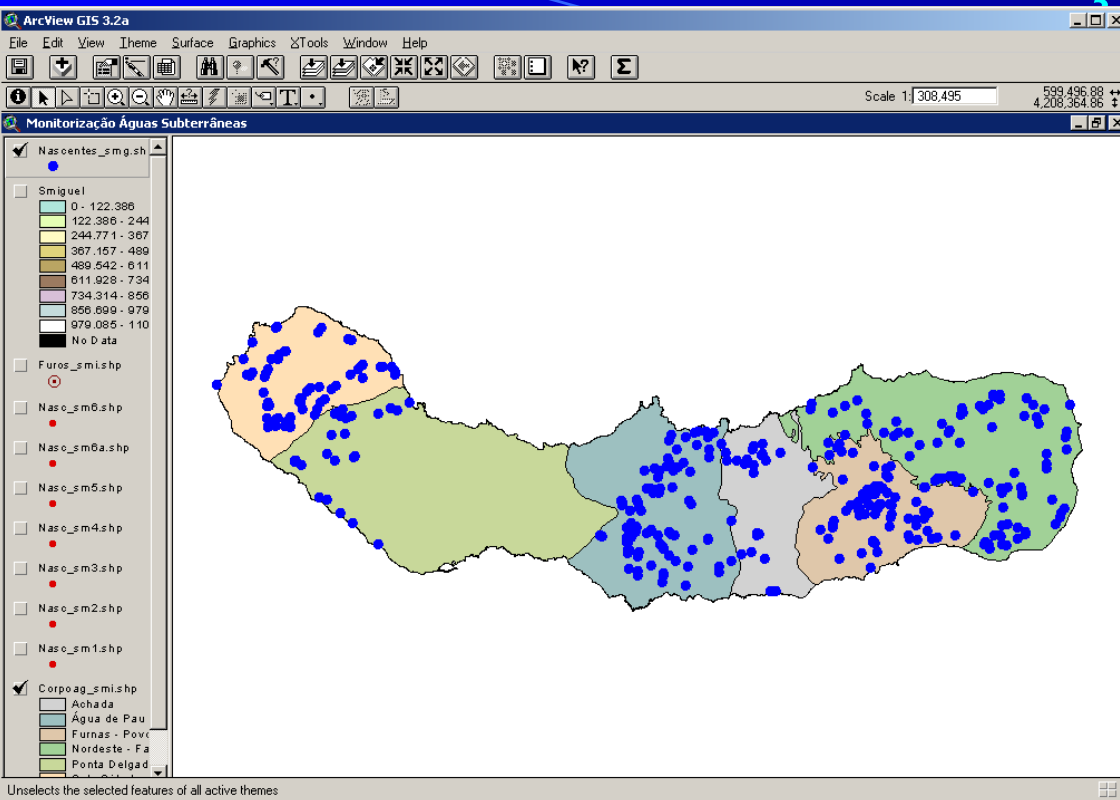 ArcView GIS 3.2a
File Edit View Theme Surface Graphics XTools Window Help
Scale 1: 308,495
599,496.88
4,208,364.86
Monitorização Águas Subterrâneas
Nascentes_smg.sh
Smiguel
0 - 122.386
122.386 - 244
244.771 - 367
367.157 - 489
489.542 - 611
611.928 - 734
734.314 - 856
856.699 - 979
979.085 - 110
No Data
Furos_smi.shp
Nasc_sm6.shp
Nasc_sm6a.shp
Nasc_sm5.shp
Nasc_sm4.shp
Nasc_sm3.shp
Nasc_sm2.shp
Nasc_sm1.shp
Corpoag_smi.shp
Achada
Água de Pau
Furnas - Povo
Nordeste - Fa
Ponta Delgad
Unselects the selected features of all active themes